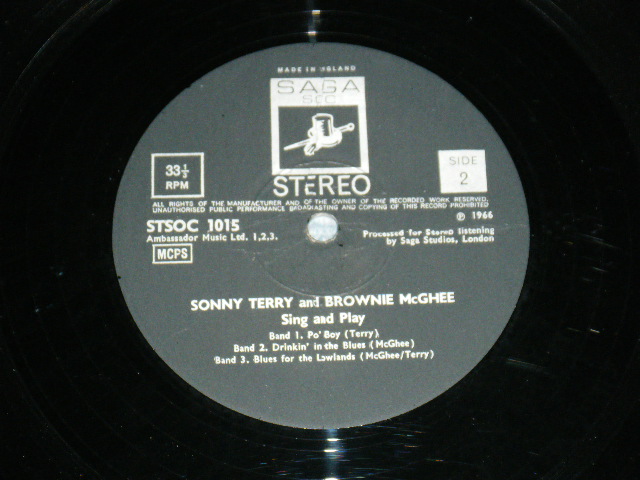 MADE IN ENGLAND
SAGA
SOC
STEREO
33⅓
RPM
SIDE
2
ALL RIGHTS OF THE MANUFACTURER AND OF THE OWNER OF THE RECORDED WORK RESERVED.
UNAUTHORISED PUBLIC PERFORMANCE BROADCASTING AND COPYING OF THIS RECORD PROHIBITED
STSOC 1015
℗ 1966
Ambassador Music Ltd. 1,2,3.
MCPS
Processed for Stereo listening
by Saga Studios, London
SONNY TERRY and BROWNIE McGHEE
Sing and Play
Band 1. Po' Boy (Terry)
Band 2. Drinkin' in the Blues (McGhee)
Band 3. Blues for the Lowlands (McGhee/Terry)